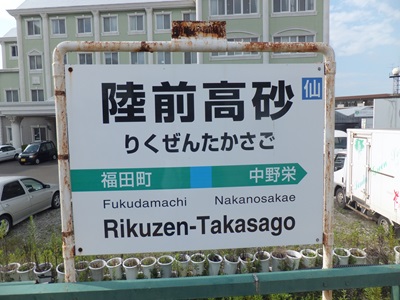 陸前高砂 仙
りくぜんたかさご
福田町 中野栄
Fukudamachi Nakanosakae
Rikuzen-Takasago